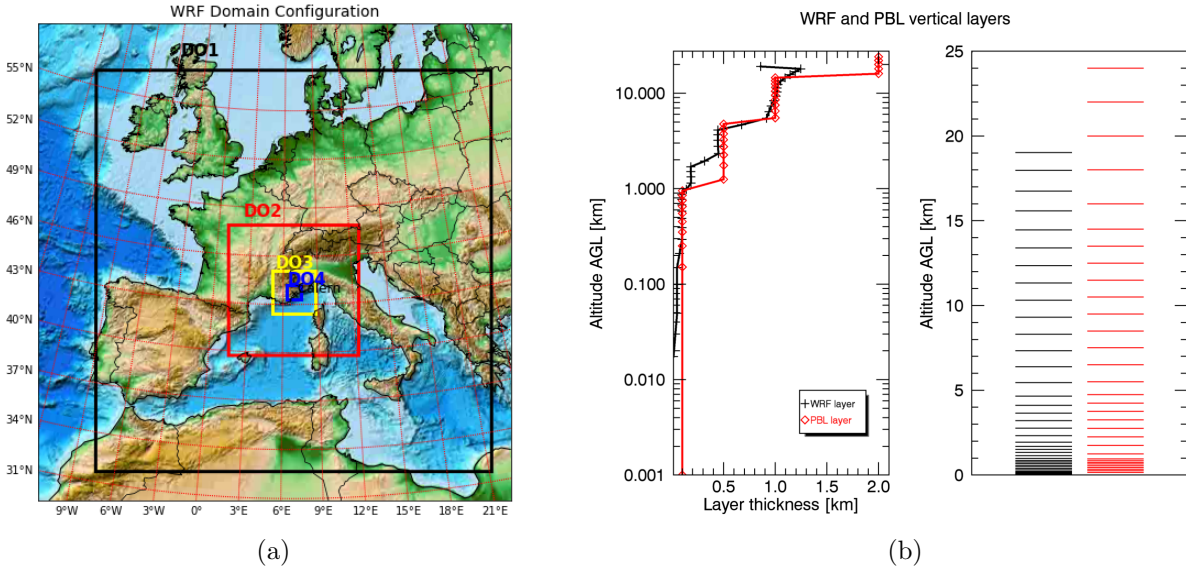 WRF Domain Configuration
DO1
DO2
DO3
DO4
Calern
55°N
52°N
49°N
46°N
43°N
40°N
37°N
34°N
31°N
9°W
6°W
3°W
0°
3°E
6°E
9°E
12°E
15°E
18°E
21°E
(a)
WRF and PBL vertical layers
Altitude AGL [km]
10.000
1.000
0.100
0.010
0.001
WRF layer
PBL layer
0.5
1.0
1.5
2.0
Layer thickness [km]
Altitude AGL [km]
25
20
15
10
5
0
(b)